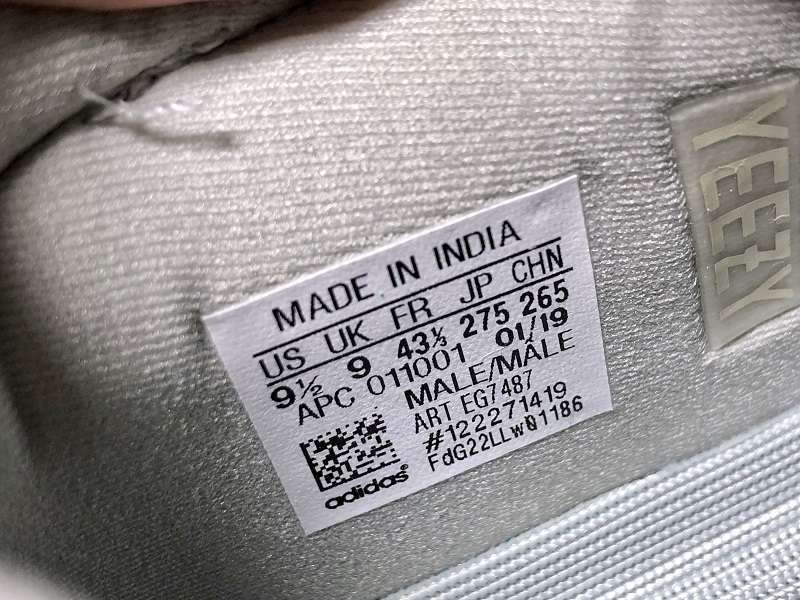 MADE IN INDIA
US UK FR JP CHN
9½ 9 43⅓ 275 265
APC 011001 01/19
MALE/MÂLE
ART EG7487
#122271419
FdG22LLw01186
adidas®
YEEZY